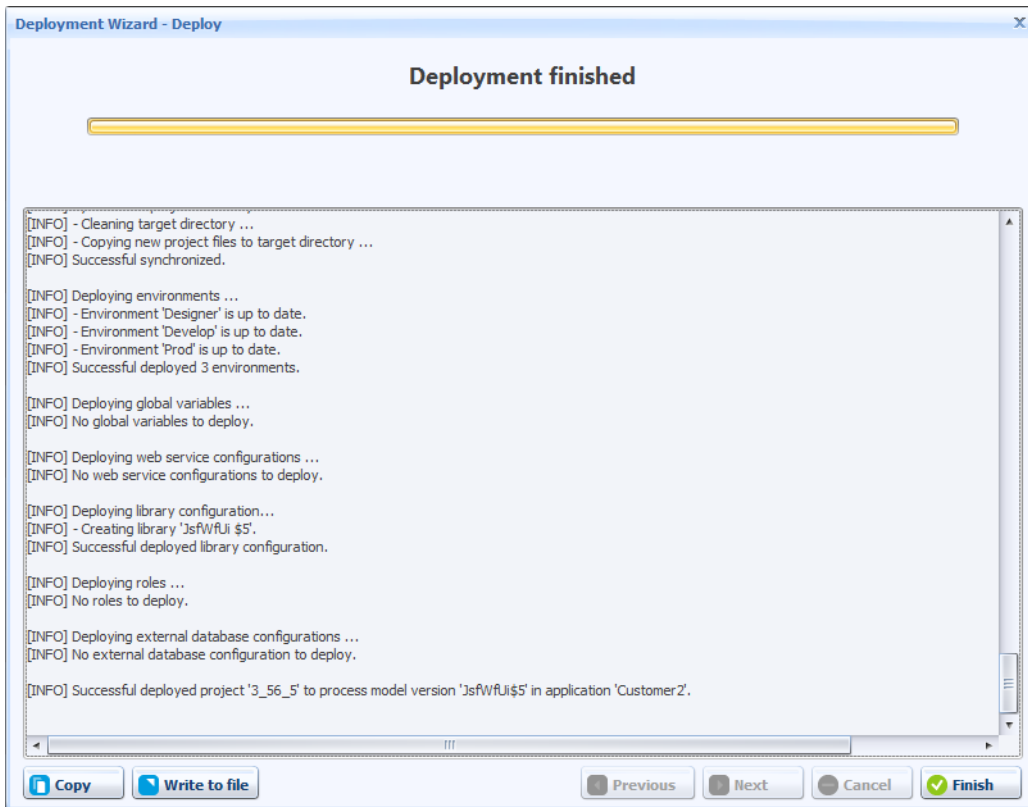 Deployment Wizard - Deploy
Deployment finished
[INFO] - Cleaning target directory ...
[INFO] - Copying new project files to target directory ...
[INFO] Successful synchronized.
[INFO] Deploying environments ...
[INFO] - Environment 'Designer' is up to date.
[INFO] - Environment 'Develop' is up to date.
[INFO] - Environment 'Prod' is up to date.
[INFO] Successful deployed 3 environments.
[INFO] Deploying global variables ...
[INFO] No global variables to deploy.
[INFO] Deploying web service configurations ...
[INFO] No web service configurations to deploy.
[INFO] Deploying library configuration...
[INFO] - Creating library 'JsfWfUi $5'.
[INFO] Successful deployed library configuration.
[INFO] Deploying roles ...
[INFO] No roles to deploy.
[INFO] Deploying external database configurations ...
[INFO] No external database configuration to deploy.
[INFO] Successful deployed project '3_56_5' to process model version 'JsfWfUi$5' in application 'Customer2'.
Copy Write to file Previous Next Cancel Finish